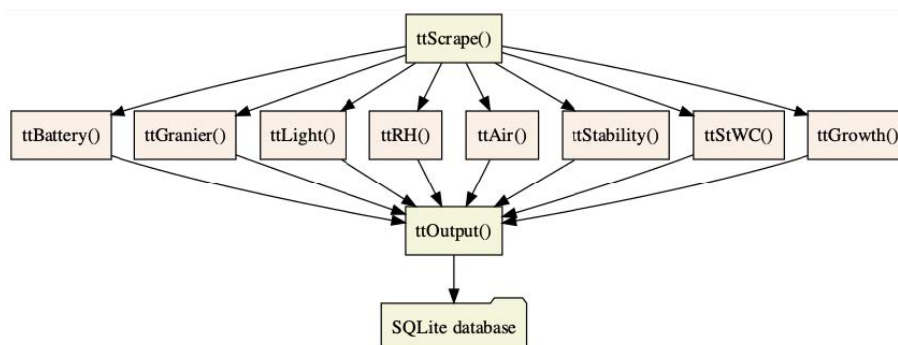 ttScrape()
ttBattery()
ttGranier()
ttLight()
ttRH()
ttAir()
ttStability()
ttStWC()
ttGrowth()
ttOutput()
SQLite database